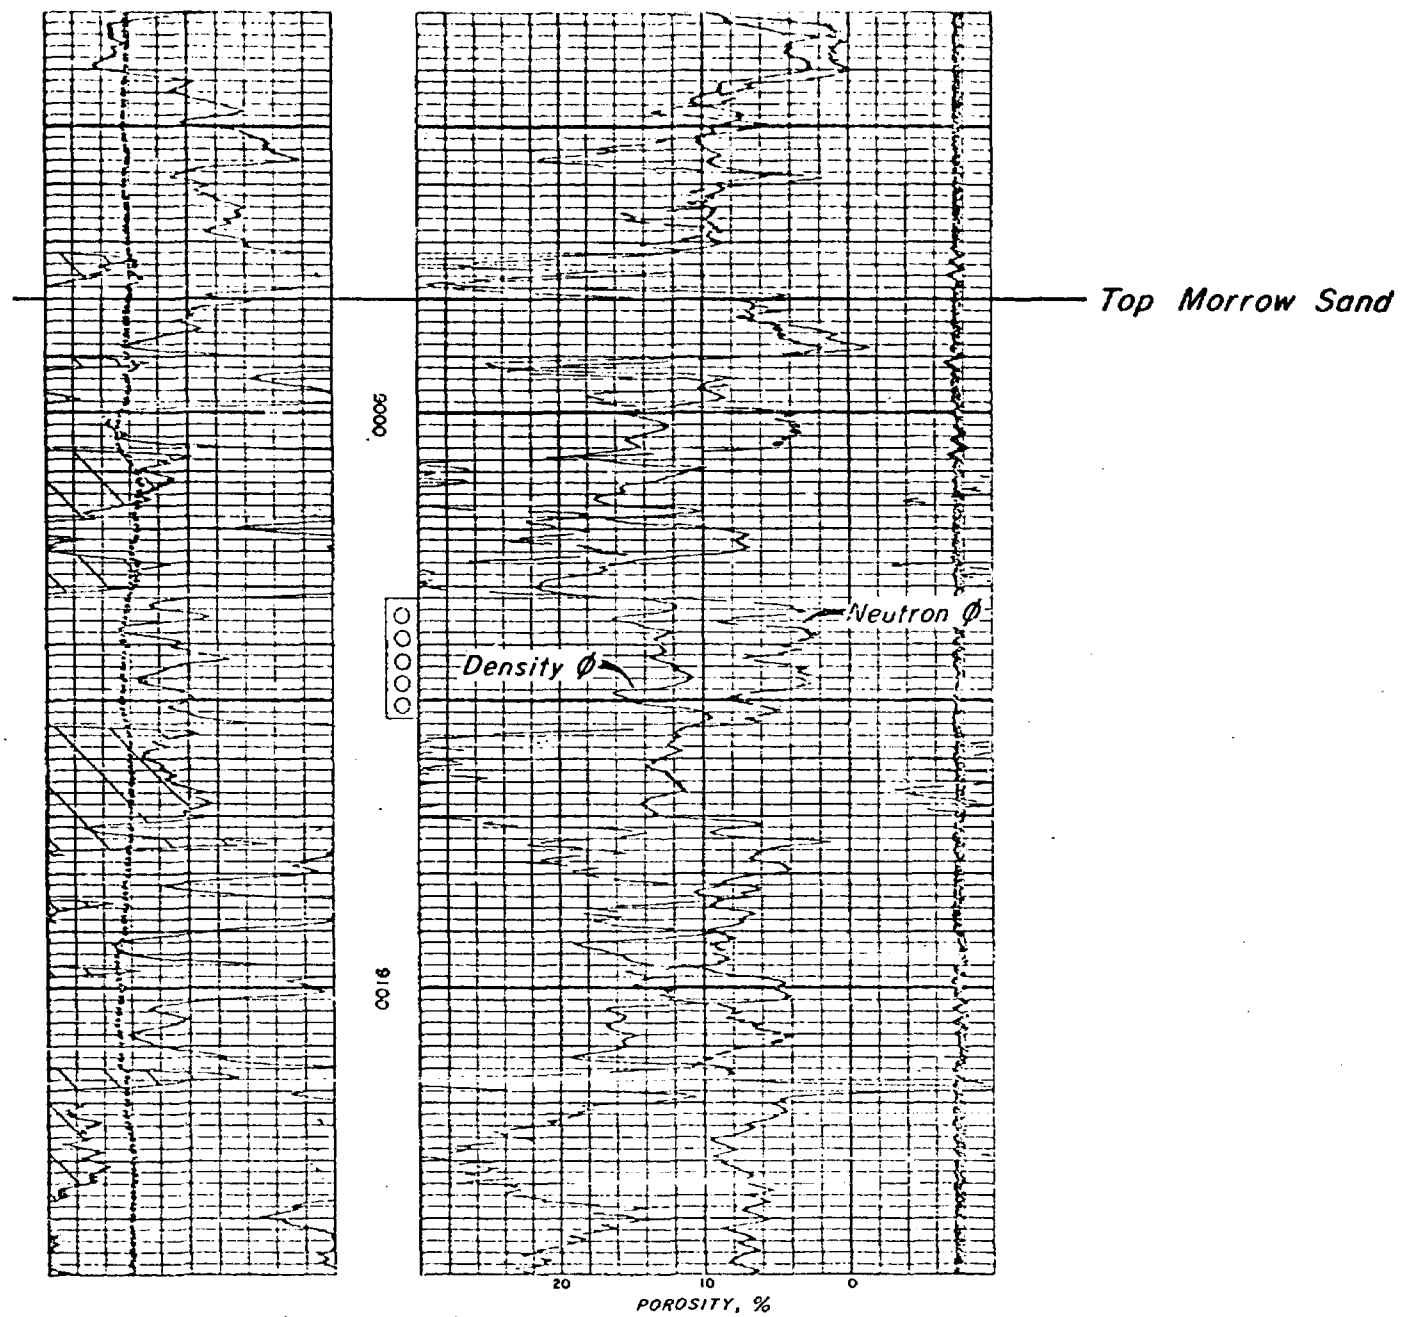 Top Morrow Sand
9000
Neutron ϕ
Density ϕ
9100
20 10 0
POROSITY, %